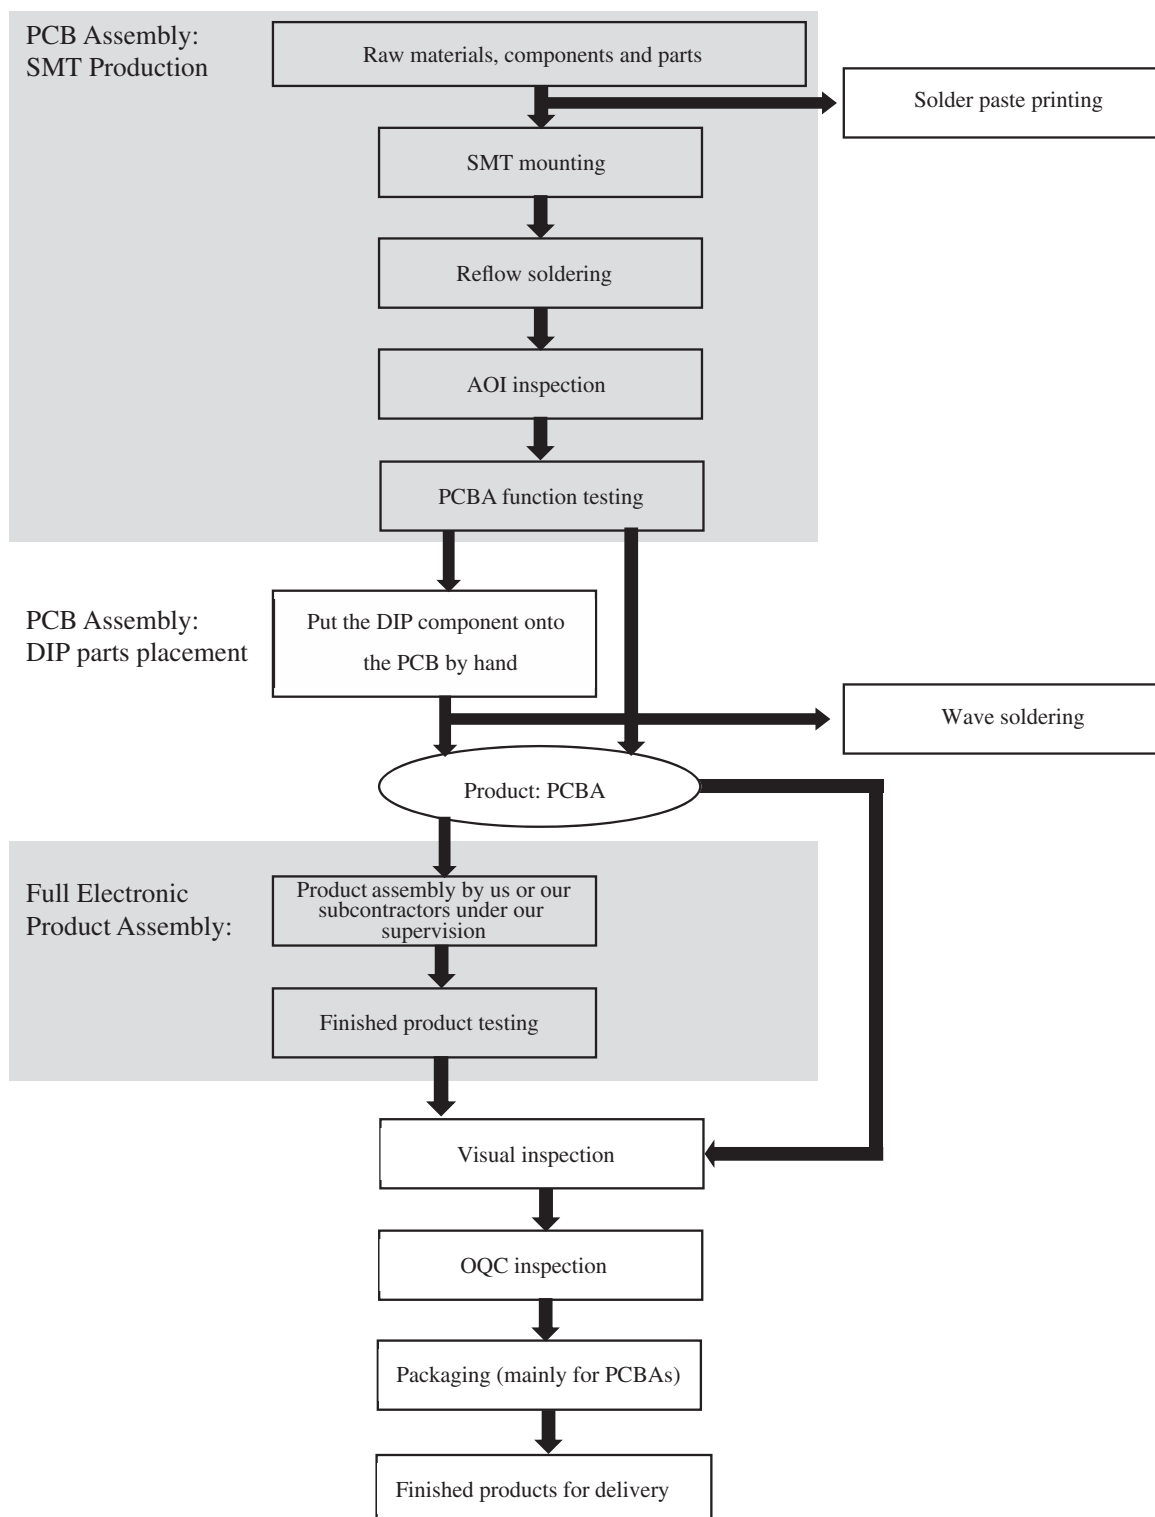 PCB Assembly:
SMT Production
Raw materials, components and parts
Solder paste printing
SMT mounting
Reflow soldering
AOI inspection
PCBA function testing
PCB Assembly:
DIP parts placement
Put the DIP component onto
the PCB by hand
Wave soldering
Product: PCBA
Full Electronic
Product Assembly:
Product assembly by us or our
subcontractors under our
supervision
Finished product testing
Visual inspection
OQC inspection
Packaging (mainly for PCBAs)
Finished products for delivery